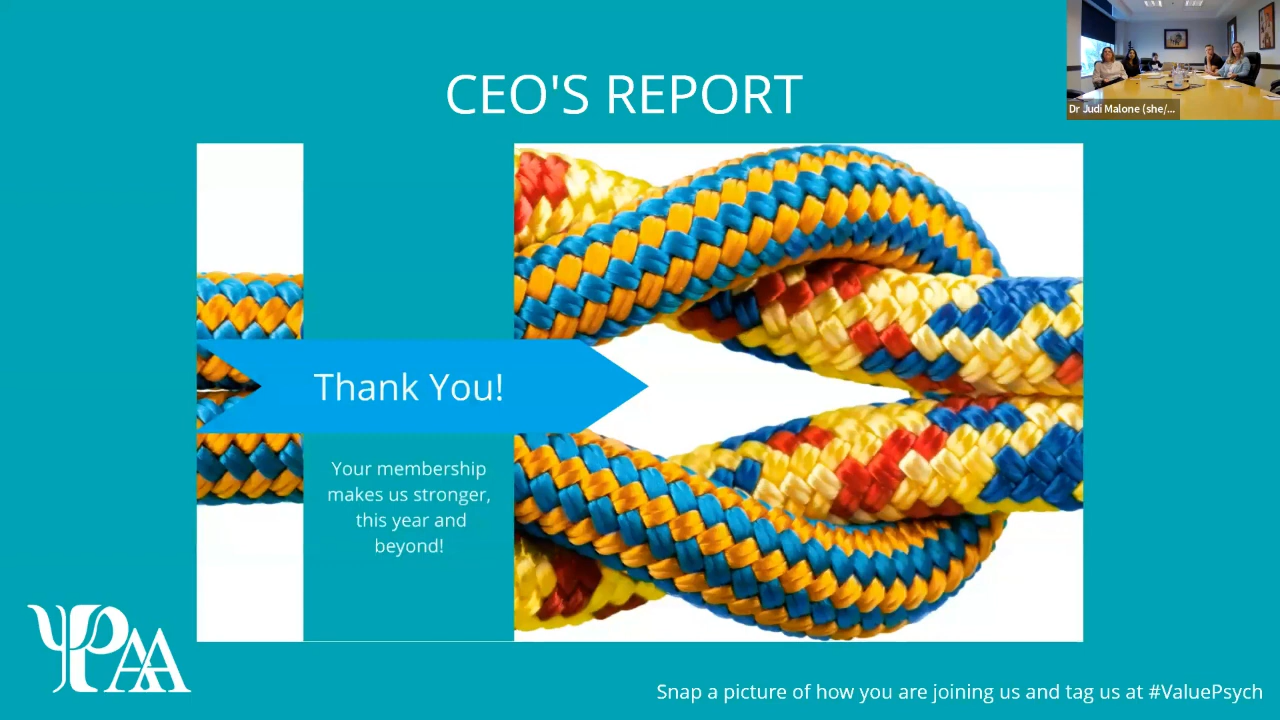 CEO'S REPORT
Dr Judi Malone (she/...
Thank You!
Your membership
makes us stronger,
this year and
beyond!
ΨPAA
Snap a picture of how you are joining us and tag us at #ValuePsych